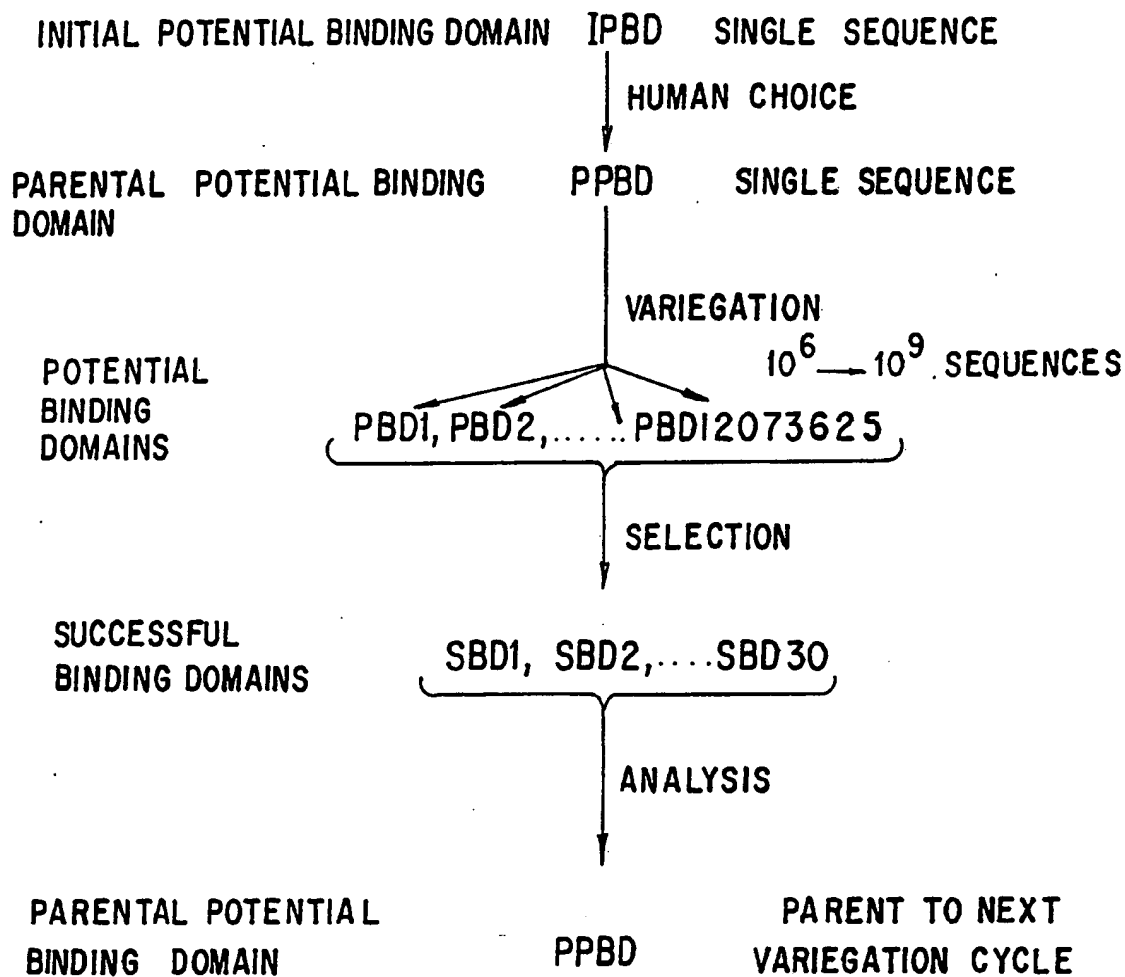 INITIAL POTENTIAL BINDING DOMAIN IPBD SINGLE SEQUENCE
HUMAN CHOICE
PARENTAL POTENTIAL BINDING DOMAIN PPBD SINGLE SEQUENCE
VARIEGATION
10^6 → 10^9 SEQUENCES
POTENTIAL
BINDING
DOMAINS
PBD1, PBD2, ...... PBD12073625
SELECTION
SUCCESSFUL
BINDING DOMAINS
SBD1, SBD2, .... SBD30
ANALYSIS
PARENTAL POTENTIAL
BINDING DOMAIN
PPBD
PARENT TO NEXT
VARIEGATION CYCLE